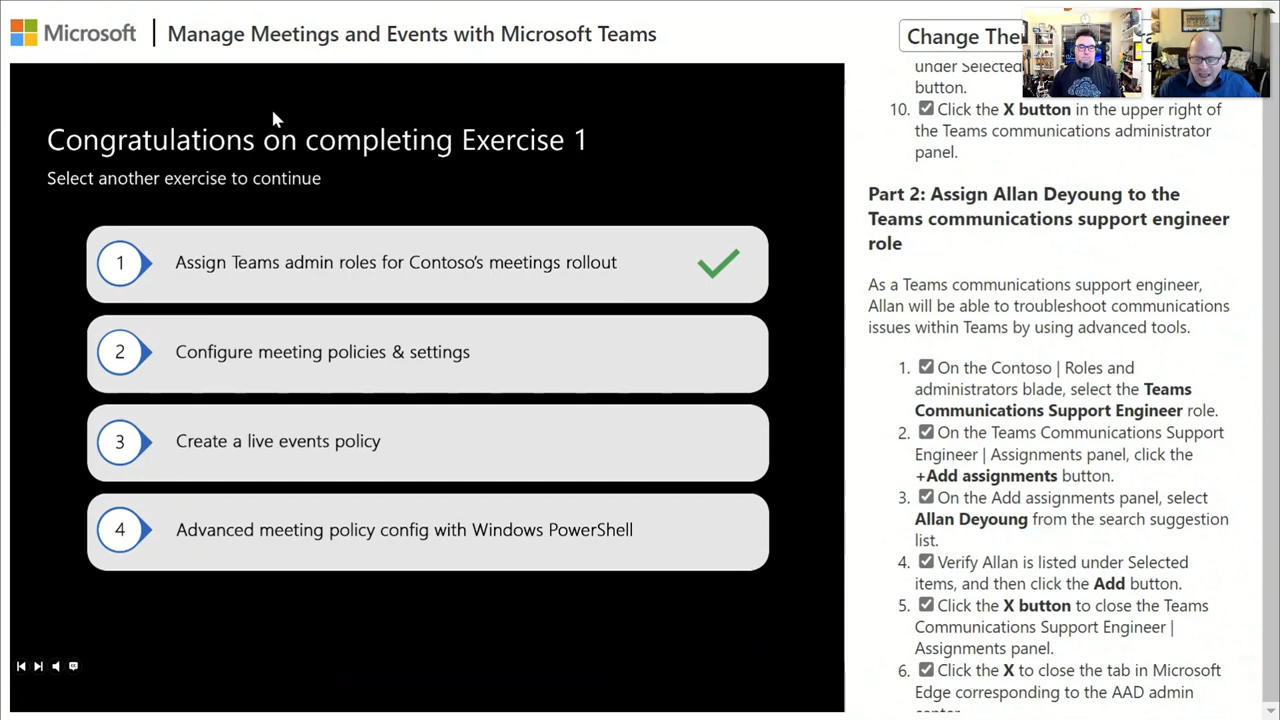 Microsoft
Manage Meetings and Events with Microsoft Teams
Congratulations on completing Exercise 1
Select another exercise to continue
1
Assign Teams admin roles for Contoso's meetings rollout
2
Configure meeting policies & settings
3
Create a live events policy
4
Advanced meeting policy config with Windows PowerShell
Change
under Selected
button.
10. Click the X button in the upper right of
the Teams communications administrator
panel.
Part 2: Assign Allan Deyoung to the
Teams communications support engineer
role
As a Teams communications support engineer,
Allan will be able to troubleshoot communications
issues within Teams by using advanced tools.
1. On the Contoso | Roles and
administrators blade, select the Teams
Communications Support Engineer role.
2. On the Teams Communications Support
Engineer | Assignments panel, click the
+Add assignments button.
3. On the Add assignments panel, select
Allan Deyoung from the search suggestion
list.
4. Verify Allan is listed under Selected
items, and then click the Add button.
5. Click the X button to close the Teams
Communications Support Engineer |
Assignments panel.
6. Click the X to close the tab in Microsoft
Edge corresponding to the AAD admin